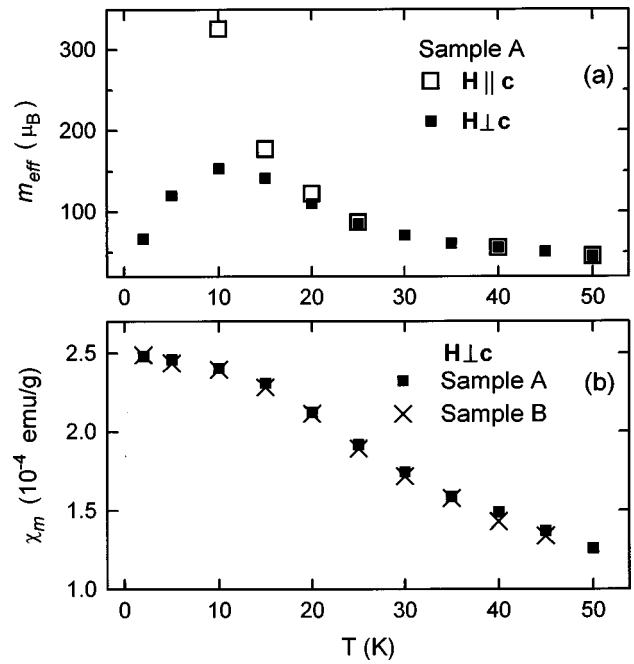 300
200
100
m_eff (μ_B)
Sample A
H || c
H⊥c
(a)
0 10 20 30 40 50
2.5
2.0
1.5
1.0
χ_m (10⁻⁴ emu/g)
H⊥c
Sample A
Sample B
(b)
0 10 20 30 40 50
T (K)